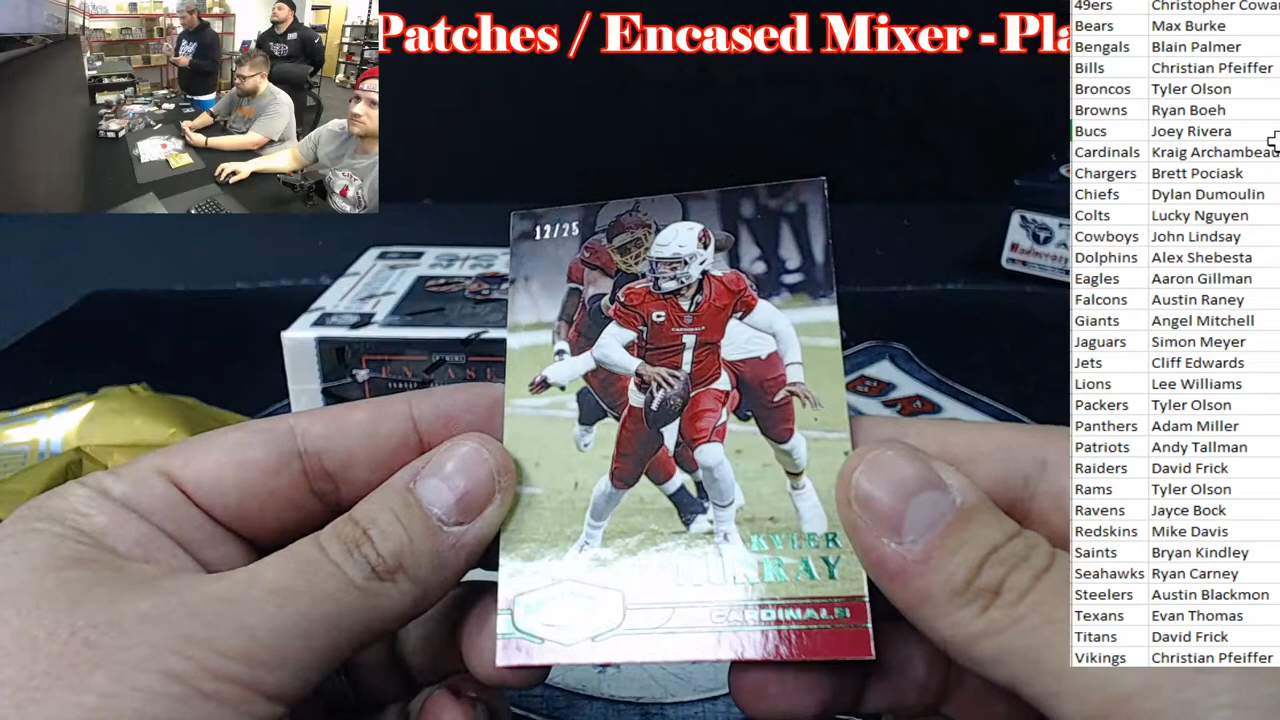 Patches / Encased Mixer - Pla
49ers Christopher Cowa
Bears Max Burke
Bengals Blain Palmer
Bills Christian Pfeiffer
Broncos Tyler Olson
Browns Ryan Boeh
Bucs Joey Rivera
Cardinals Kraig Archambeau
Chargers Brett Pociask
Chiefs Dylan Dumoulin
Colts Lucky Nguyen
Cowboys John Lindsay
Dolphins Alex Shebesta
Eagles Aaron Gillman
Falcons Austin Raney
Giants Angel Mitchell
Jaguars Simon Meyer
Jets Cliff Edwards
Lions Lee Williams
Packers Tyler Olson
Panthers Adam Miller
Patriots Andy Tallman
Raiders David Frick
Rams Tyler Olson
Ravens Jayce Bock
Redskins Mike Davis
Saints Bryan Kindley
Seahawks Ryan Carney
Steelers Austin Blackmon
Texans Evan Thomas
Titans David Frick
Vikings Christian Pfeiffer
12/25
CARDINALS
1
KYLER
MURRAY
CARDINALS
PANINI